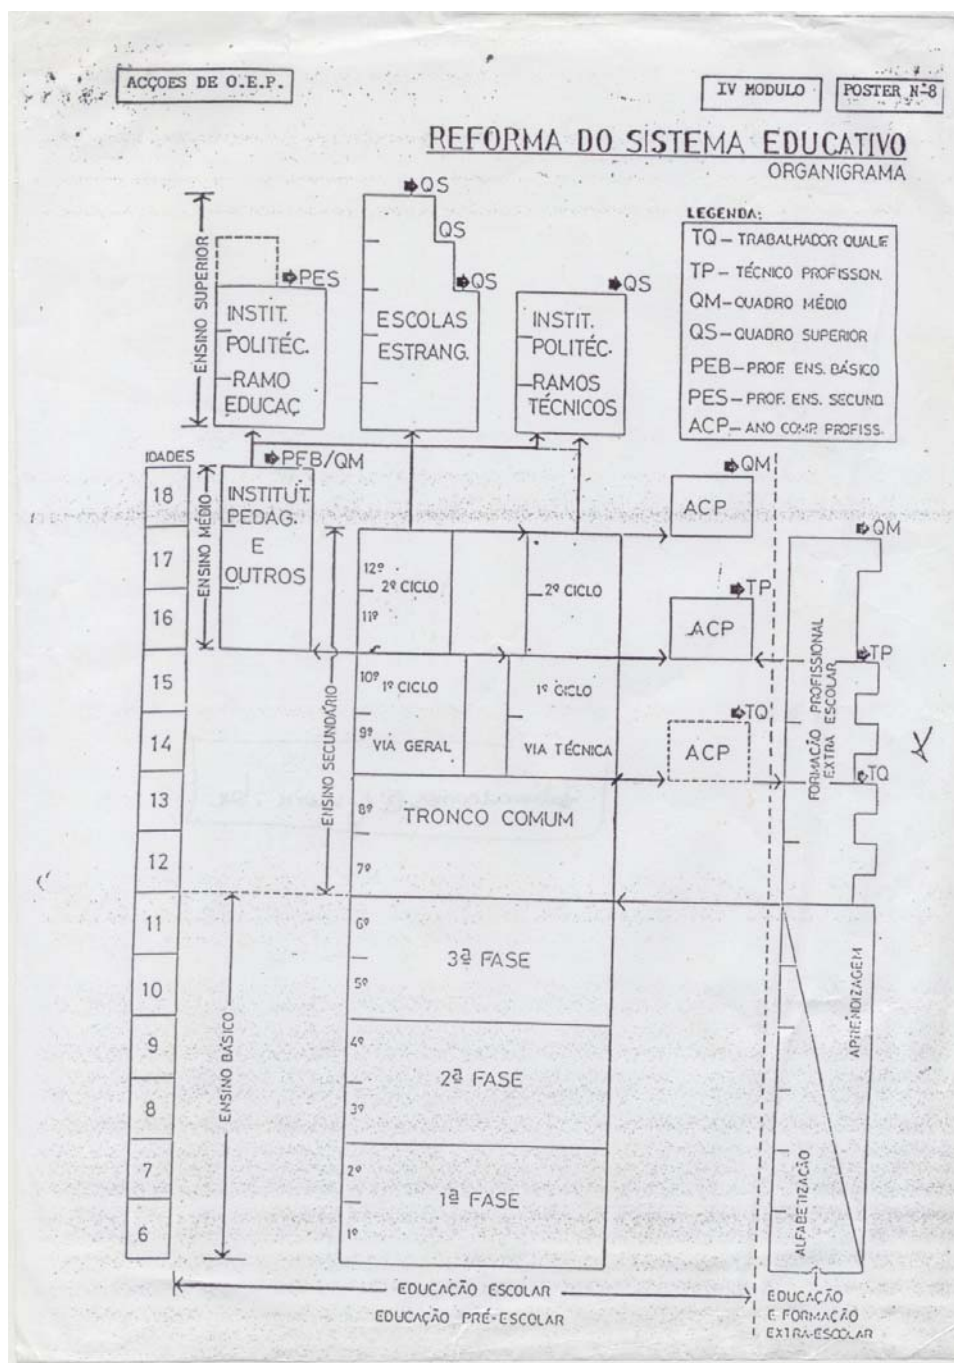 ACÇOES DE O.E.P.
IV MODULO
POSTER Nº8
REFORMA DO SISTEMA EDUCATIVO
ORGANIGRAMA
LEGENDA:
TQ — TRABALHADOR QUALIF
TP — TÉCNICO PROFISSON.
QM — QUADRO MÉDIO
QS — QUADRO SUPERIOR
PEB — PROF. ENS. BÁSICO
PES — PROF. ENS. SECUND
ACP — ANO COMP. PROFISS.
ENSINO SUPERIOR
PES
INSTIT.
POLITÉC.
RAMO
EDUCAÇ
QS
QS
QS
ESCOLAS
ESTRANG.
QS
INSTIT.
POLITÉC.
RAMOS
TÉCNICOS
IDADES
18
17
16
15
14
13
12
11
10
9
8
7
6
ENSINO MÉDIO
PEB/QM
INSTITUT.
PEDAG.
E
OUTROS
ENSINO SECUNDÁRIO
12º
2º CICLO
11º
2º CICLO
10º
1º CICLO
9º
VIA GERAL
1º CICLO
VIA TÉCNICA
8º
TRONCO COMUM
7º
QM
ACP
TP
ACP
TQ
ACP
QM
TP
TQ
FORMAÇÃO PROFISSIONAL
EXTRA ESCOLAR
ENSINO BÁSICO
6º
3ª FASE
5º
4º
2ª FASE
3º
2º
1ª FASE
1º
APRENDIZAGEM
ALFABETIZAÇÃO
EDUCAÇÃO ESCOLAR
EDUCAÇÃO PRÉ-ESCOLAR
EDUCAÇÃO
E FORMAÇÃO
EXTRA-ESCOLAR